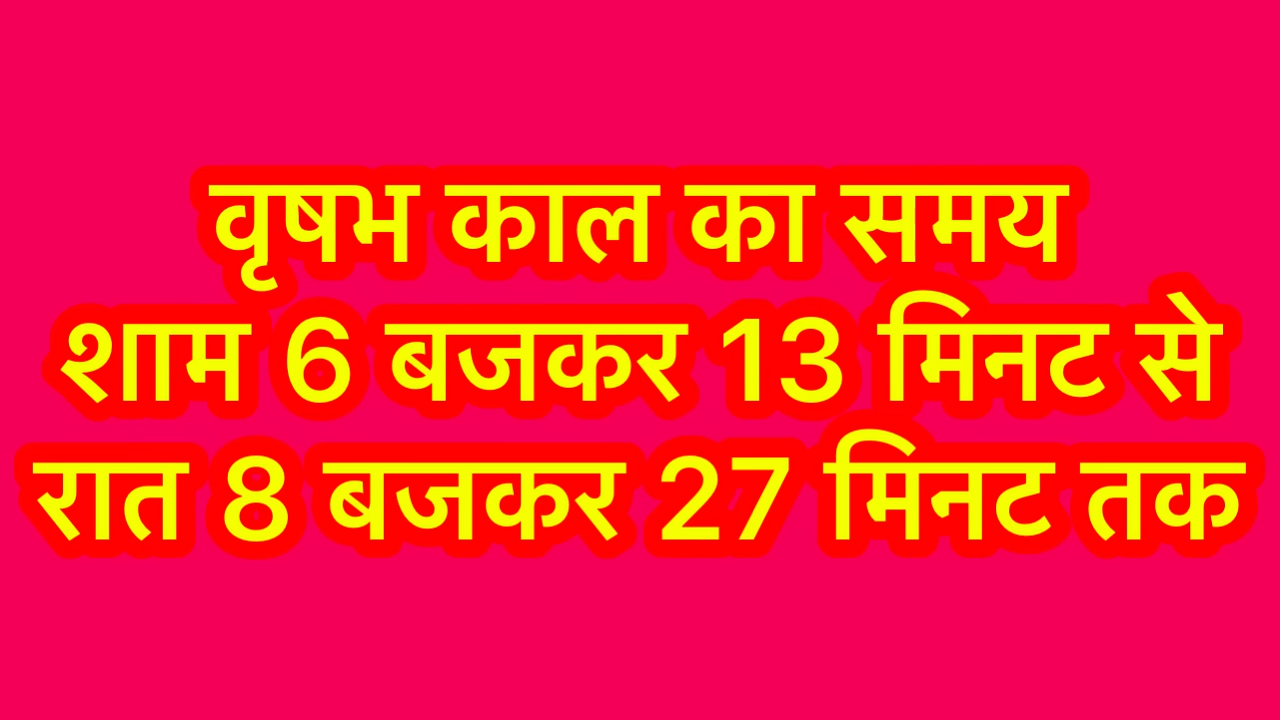 वृषभ काल का समय
शाम 6 बजकर 13 मिनट से
रात 8 बजकर 27 मिनट तक